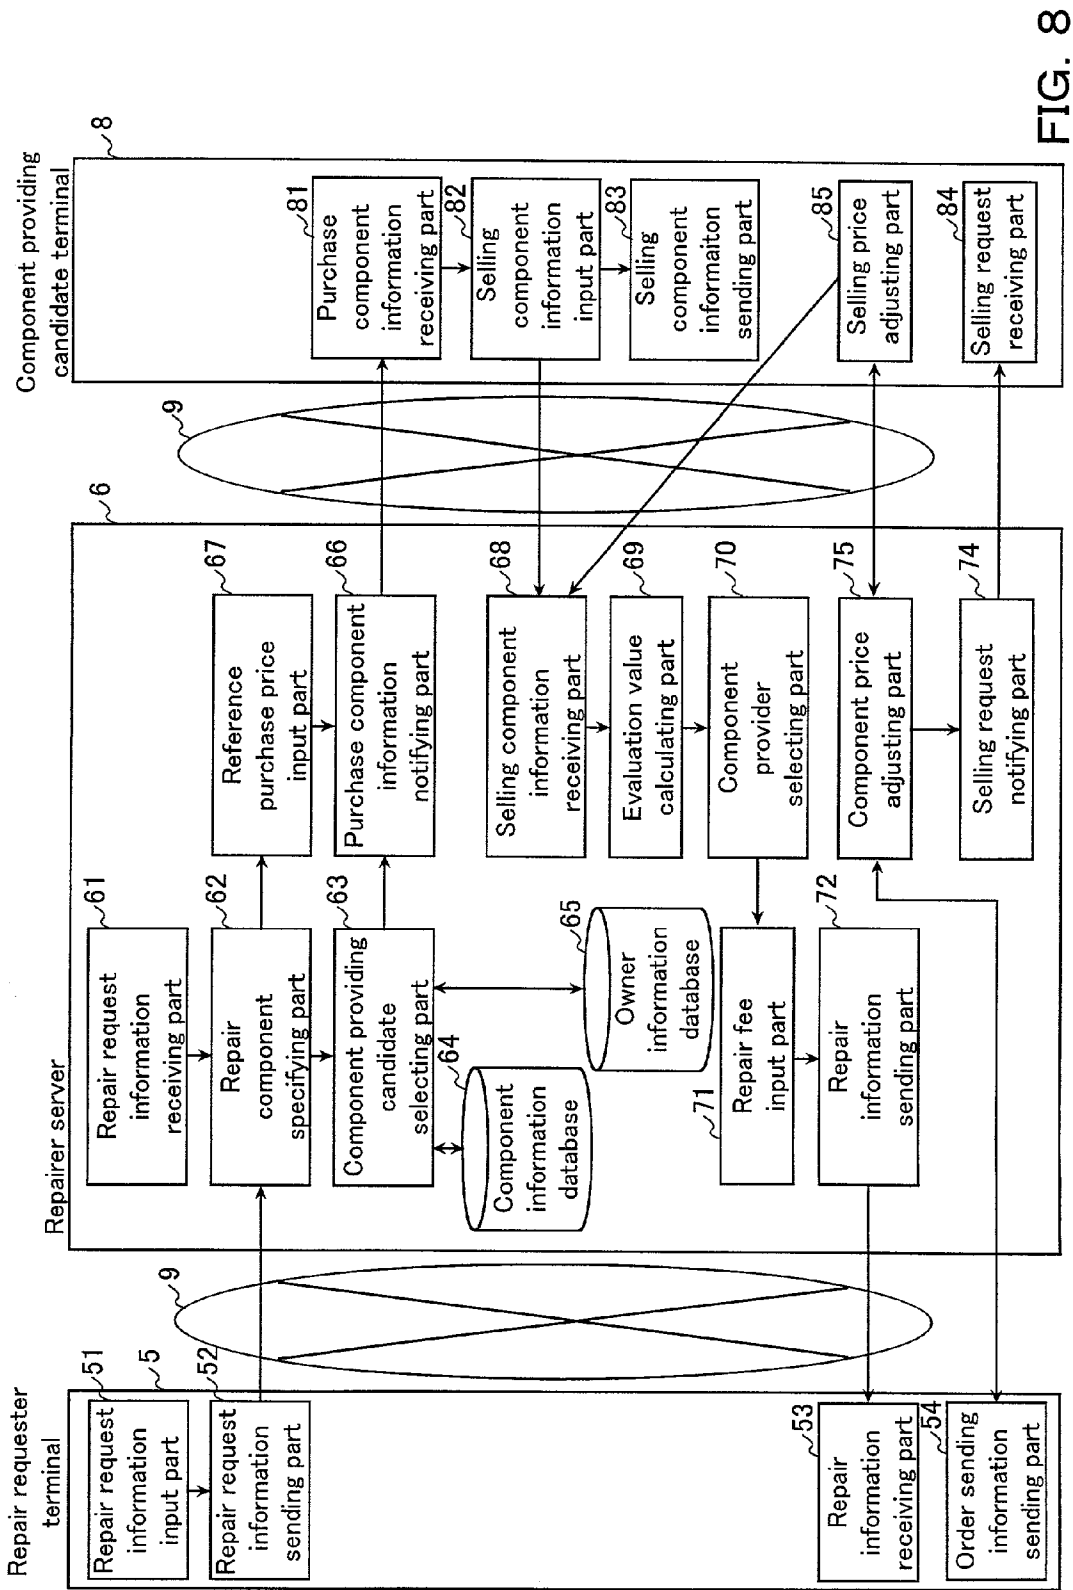 Repair requester
terminal
5
Repair request
information
input part
51
Repair request
information
sending part
52
Repair
information
receiving part
53
Order sending
information
sending part
54
9
Repairer server
6
Repair request
information
receiving part
61
Repair
component
specifying part
62
Component providing
candidate
selecting part
63
Component information
database
64
Owner
information
database
65
Reference
purchase price
input part
67
Purchase component
information
notifying part
66
Selling component
information
receiving part
68
Evaluation value
calculating part
69
Component
provider
selecting part
70
Repair fee
input part
71
Repair
information
sending part
72
Component price
adjusting part
75
Selling request
notifying part
74
9
Component providing
candidate terminal
8
Purchase
component
information
receiving part
81
Selling
component
information
input part
82
Selling
component
informaiton
sending part
83
Selling price
adjusting part
85
Selling request
receiving part
84
FIG. 8